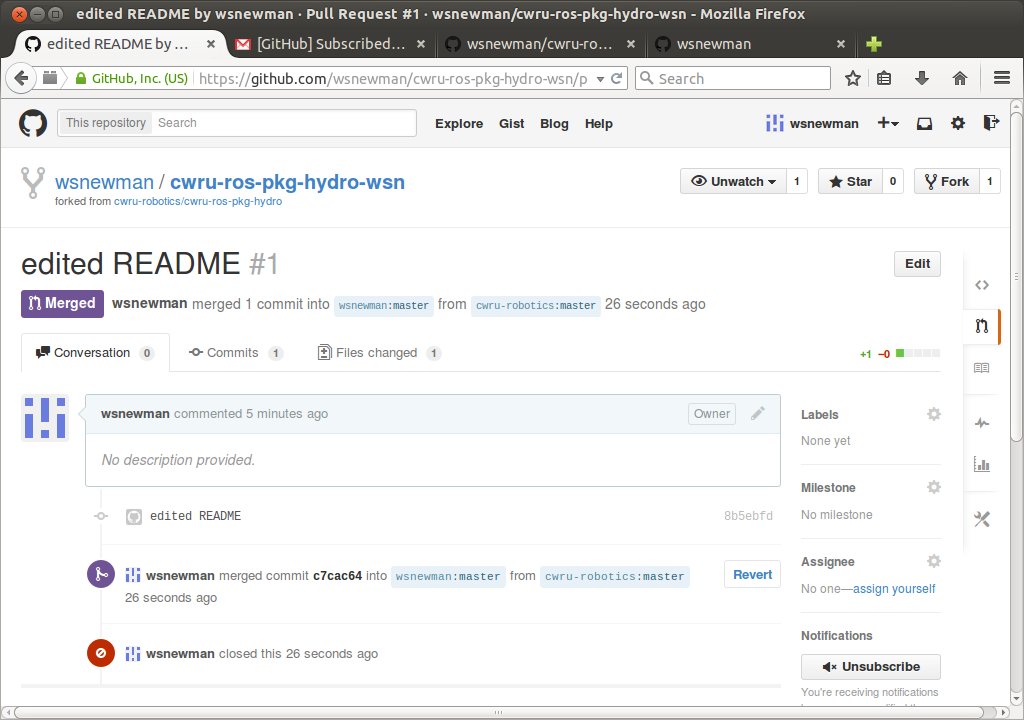 edited README by wsnewman · Pull Request #1 · wsnewman/cwru-ros-pkg-hydro-wsn - Mozilla Firefox
edited README by ... × [GitHub] Subscribed... × wsnewman/cwru-ro... × wsnewman ×
GitHub, Inc. (US) https://github.com/wsnewman/cwru-ros-pkg-hydro-wsn/p Search
This repository Search Explore Gist Blog Help wsnewman
wsnewman / cwru-ros-pkg-hydro-wsn Unwatch 1 Star 0 Fork 1
forked from cwru-robotics/cwru-ros-pkg-hydro
edited README #1 Edit
Merged wsnewman merged 1 commit into wsnewman:master from cwru-robotics:master 26 seconds ago
Conversation 0 Commits 1 Files changed 1 +1 −0
wsnewman commented 5 minutes ago Owner
No description provided.
edited README 8b5ebfd
wsnewman merged commit c7cac64 into wsnewman:master from cwru-robotics:master Revert
26 seconds ago
wsnewman closed this 26 seconds ago
Labels
None yet
Milestone
No milestone
Assignee
No one—assign yourself
Notifications
Unsubscribe
You're receiving notifications